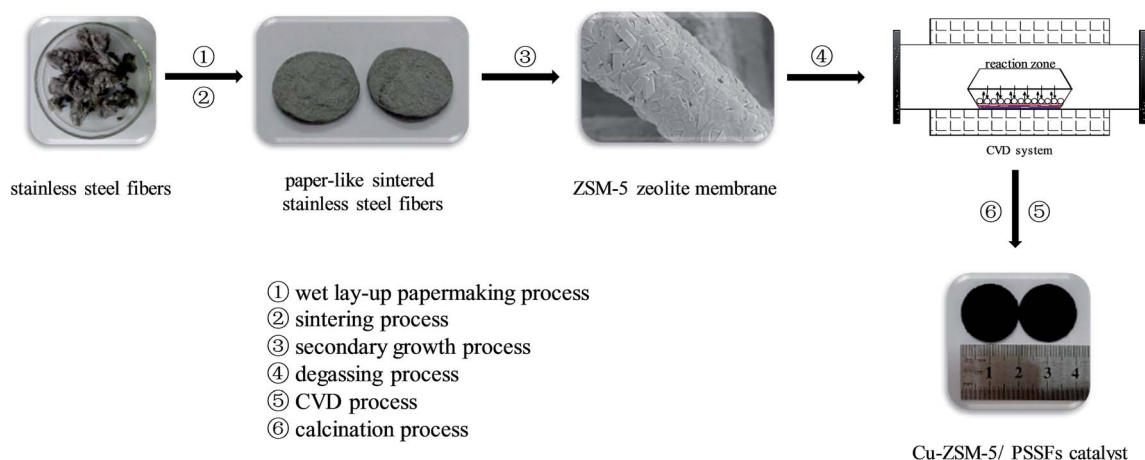 ①
②
③
④
reaction zone
CVD system
stainless steel fibers
paper-like sintered
stainless steel fibers
ZSM-5 zeolite membrane
⑥ ⑤
① wet lay-up papermaking process
② sintering process
③ secondary growth process
④ degassing process
⑤ CVD process
⑥ calcination process
1 2 3 4
Cu-ZSM-5/ PSSFs catalyst